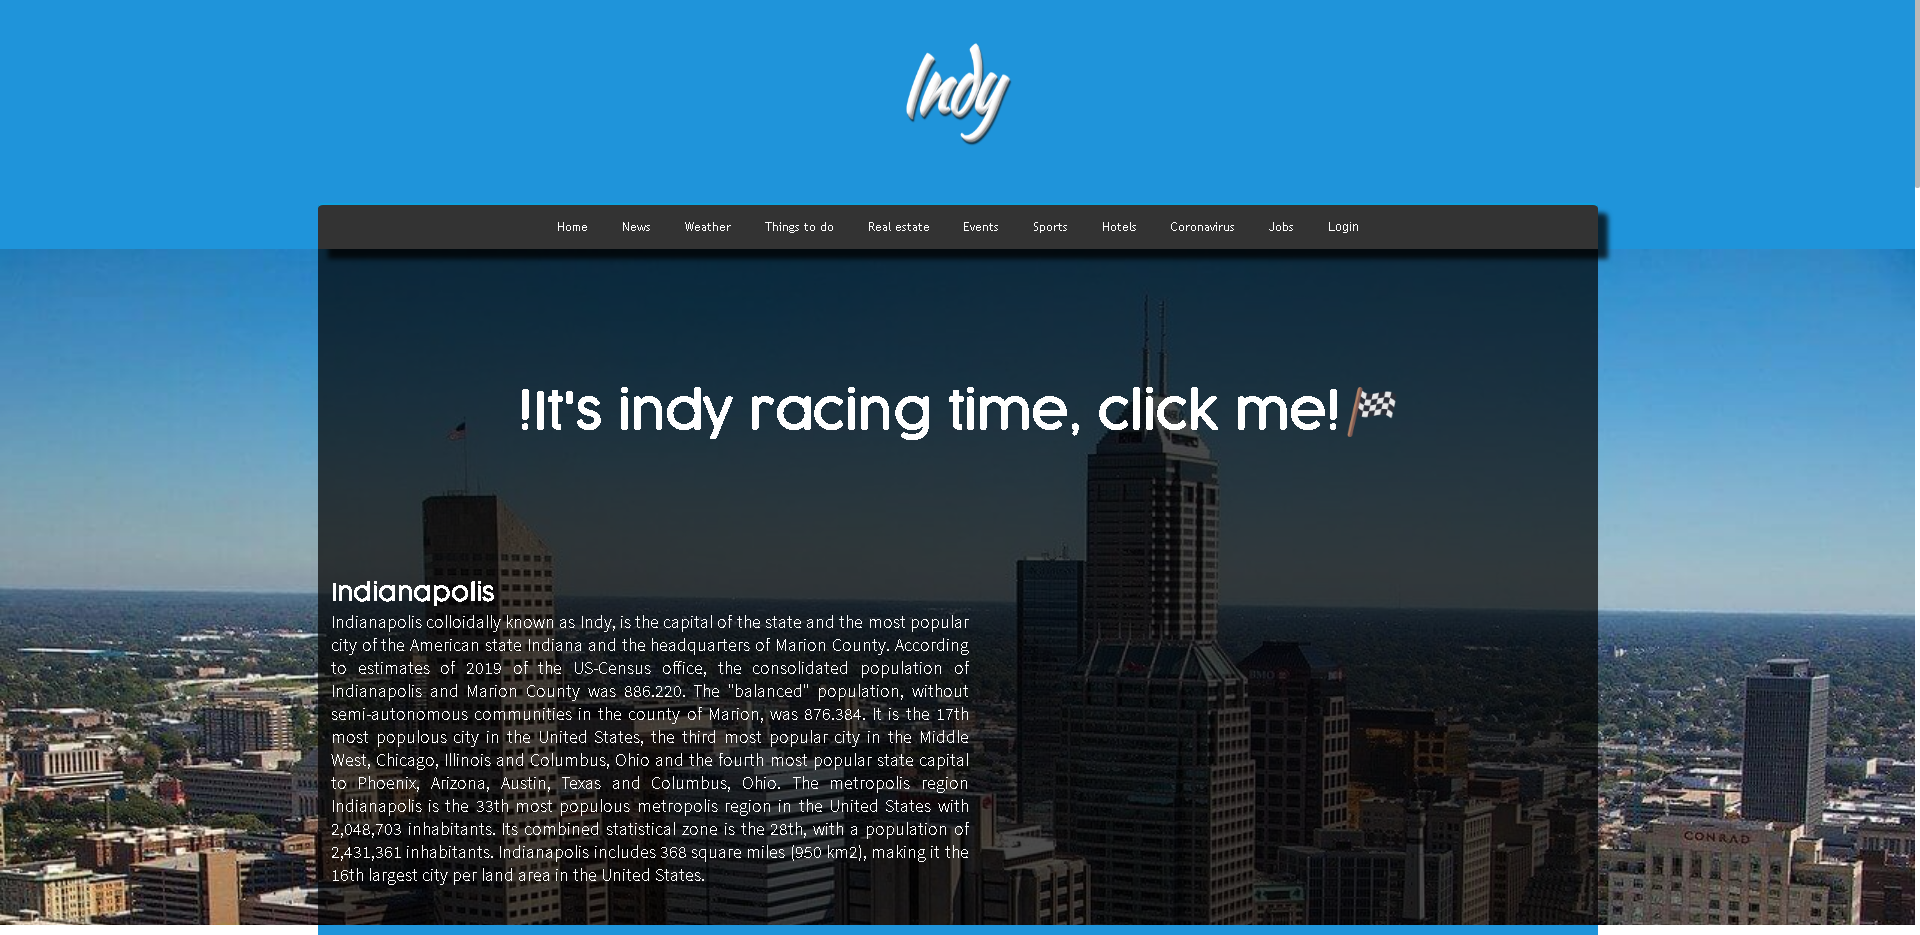 Indy
Home News Weather Things to do Real estate Events Sports Hotels Coronavirus Jobs Login
!It's indy racing time, click me!
Indianapolis
Indianapolis colloidally known as Indy, is the capital of the state and the most popular
city of the American state Indiana and the headquarters of Marion County. According
to estimates of 2019 of the US-Census office, the consolidated population of
Indianapolis and Marion County was 886.220. The "balanced" population, without
semi-autonomous communities in the county of Marion, was 876.384. It is the 17th
most populous city in the United States, the third most popular city in the Middle
West, Chicago, Illinois and Columbus, Ohio and the fourth most popular state capital
to Phoenix, Arizona, Austin, Texas and Columbus, Ohio. The metropolis region
Indianapolis is the 33th most populous metropolis region in the United States with
2,048,703 inhabitants. Its combined statistical zone is the 28th, with a population of
2,431,361 inhabitants. Indianapolis includes 368 square miles (950 km2), making it the
16th largest city per land area in the United States.
BMO
CONRAD